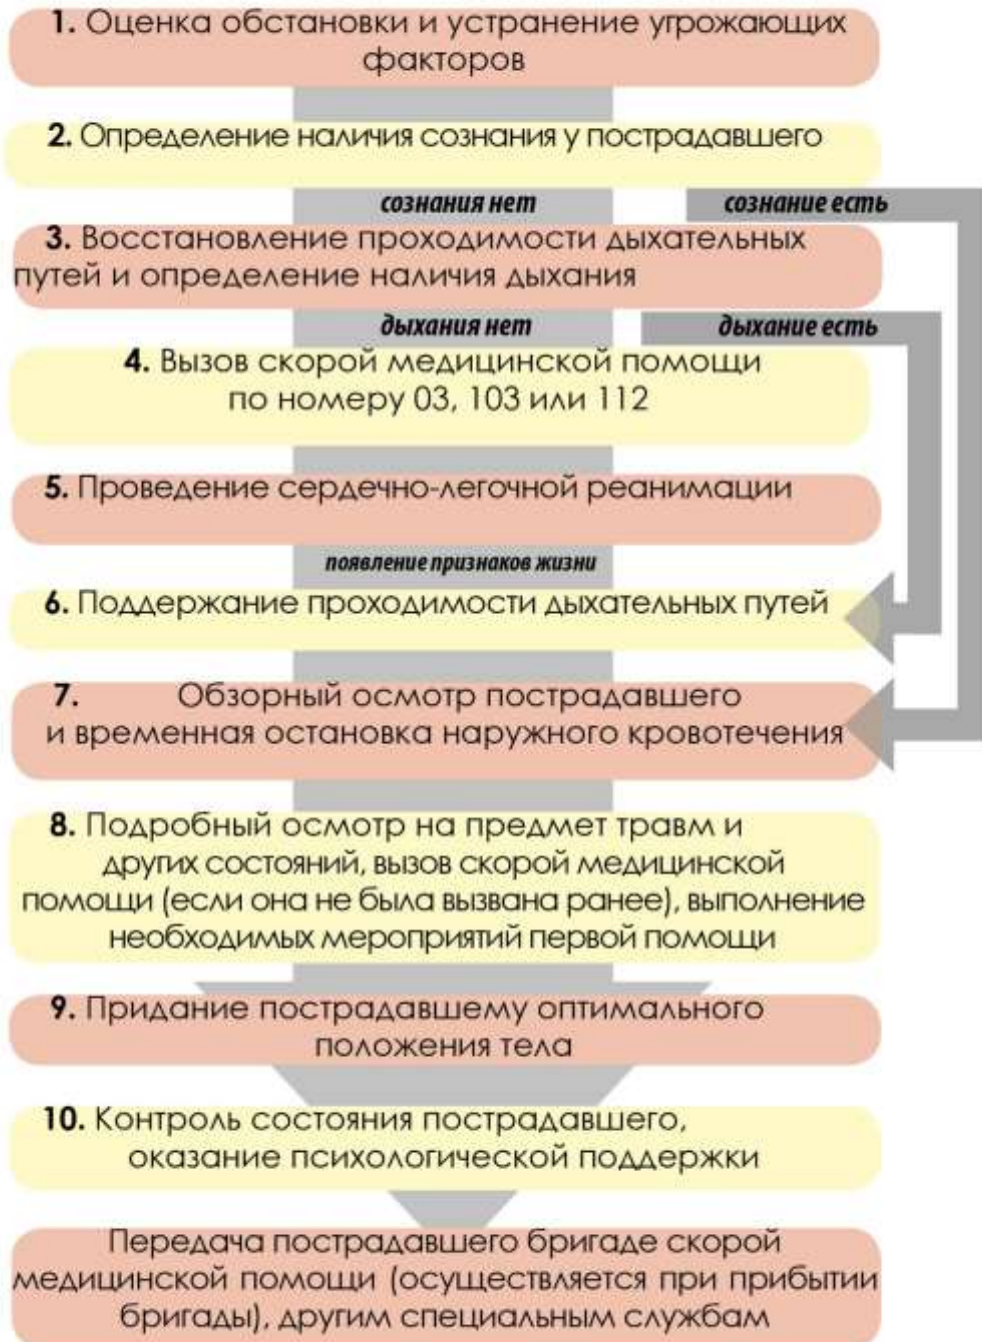 1. Оценка обстановки и устранение угрожающих
факторов
2. Определение наличия сознания у пострадавшего
сознания нет
сознание есть
3. Восстановление проходимости дыхательных
путей и определение наличия дыхания
дыхания нет
дыхание есть
4. Вызов скорой медицинской помощи
по номеру 03, 103 или 112
5. Проведение сердечно-легочной реанимации
появление признаков жизни
6. Поддержание проходимости дыхательных путей
7. Обзорный осмотр пострадавшего
и временная остановка наружного кровотечения
8. Подробный осмотр на предмет травм и
других состояний, вызов скорой медицинской
помощи (если она не была вызвана ранее), выполнение
необходимых мероприятий первой помощи
9. Придание пострадавшему оптимального
положения тела
10. Контроль состояния пострадавшего,
оказание психологической поддержки
Передача пострадавшего бригаде скорой
медицинской помощи (осуществляется при прибытии
бригады), другим специальным службам